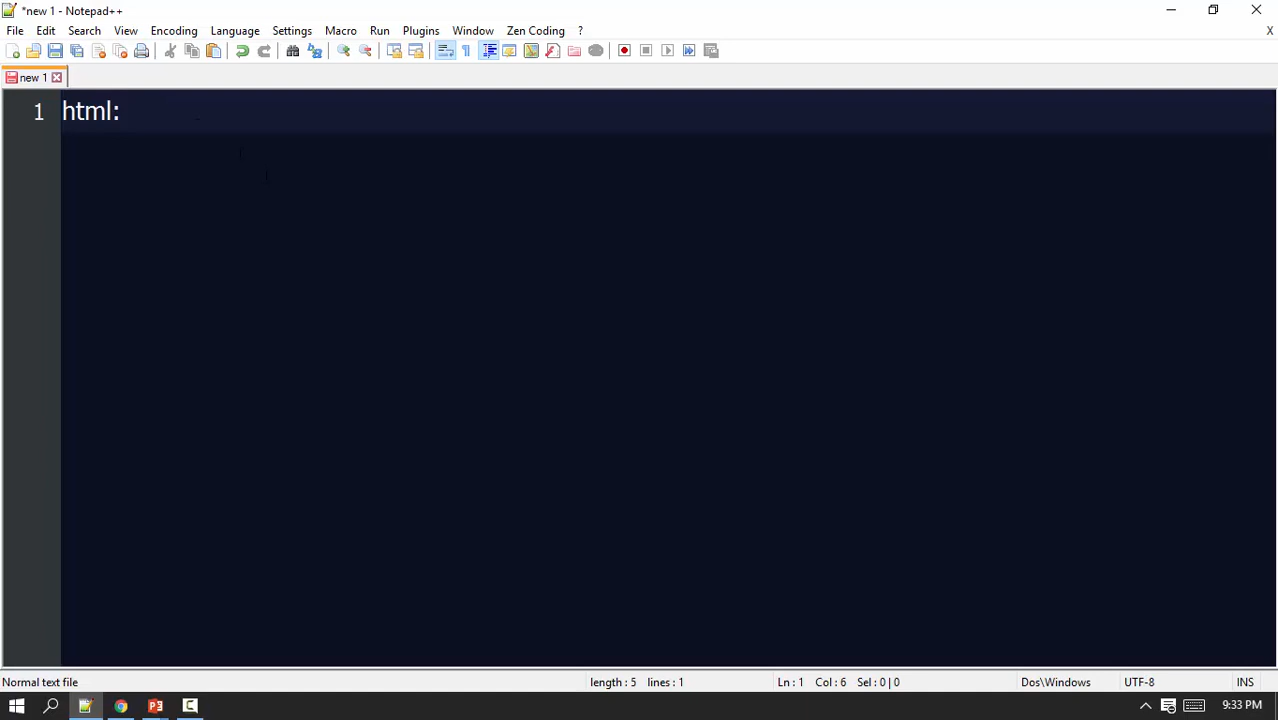 *new 1 - Notepad++
File Edit Search View Encoding Language Settings Macro Run Plugins Window Zen Coding ? X
new 1
1 html:
Normal text file length : 5 lines : 1 Ln : 1 Col : 6 Sel : 0 | 0 Dos\Windows UTF-8 INS
9:33 PM